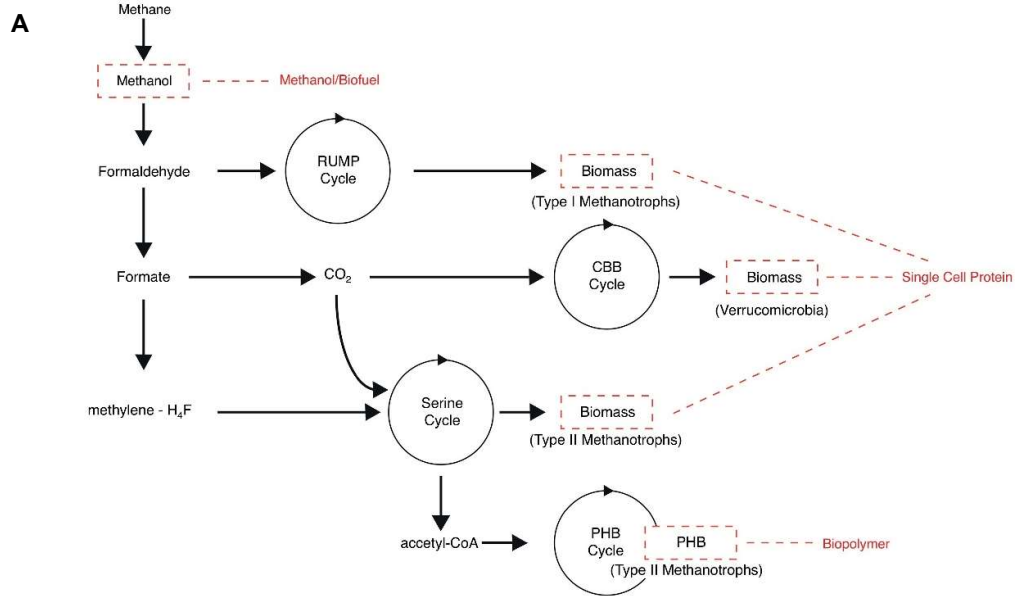 A
Methane
Methanol
Methanol/Biofuel
Formaldehyde
RUMP
Cycle
Biomass
(Type I Methanotrophs)
Formate
CO₂
CBB
Cycle
Biomass
(Verrucomicrobia)
Single Cell Protein
methylene - H₄F
Serine
Cycle
Biomass
(Type II Methanotrophs)
accetyl-CoA
PHB
Cycle
PHB
(Type II Methanotrophs)
Biopolymer